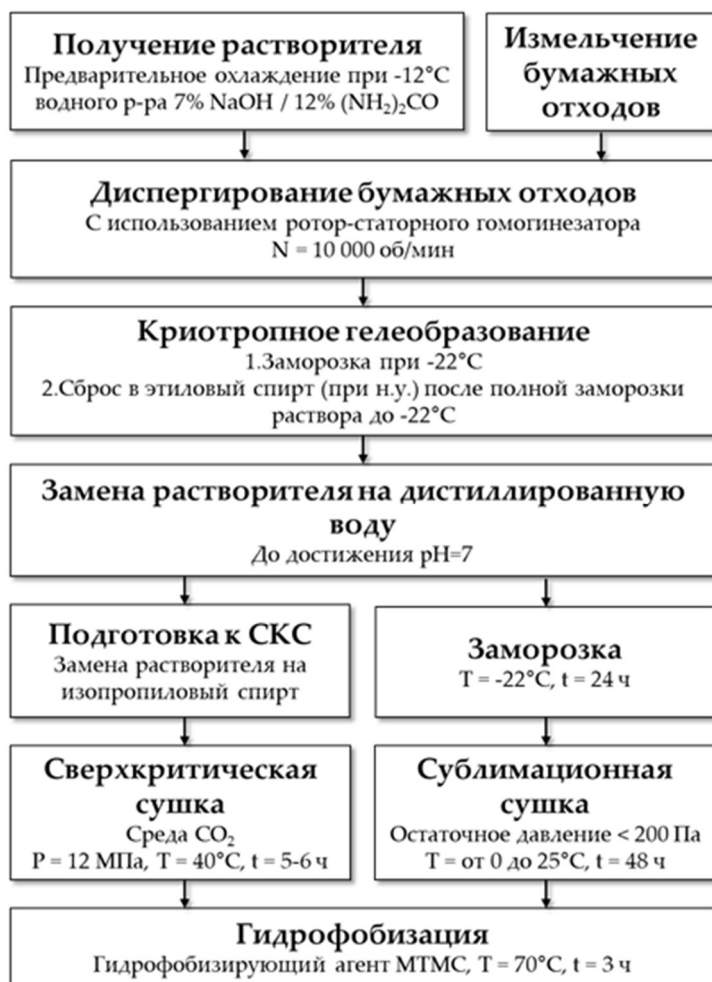 Получение растворителя
Предварительное охлаждение при -12°C
водного р-ра 7% NaOH / 12% (NH₂)₂CO
Измельчение
бумажных
отходов
Диспергирование бумажных отходов
С использованием ротор-статорного гомогинезатора
N = 10 000 об/мин
Криотропное гелеобразование
1.Заморозка при -22°C
2.Сброс в этиловый спирт (при н.у.) после полной заморозки
раствора до -22°C
Замена растворителя на дистиллированную
воду
До достижения pH=7
Подготовка к СКС
Замена растворителя на
изопропиловый спирт
Заморозка
T = -22°C, t = 24 ч
Сверхкритическая
сушка
Среда CO₂
P = 12 МПа, T = 40°C, t = 5-6 ч
Сублимационная
сушка
Остаточное давление < 200 Па
T = от 0 до 25°C, t = 48 ч
Гидрофобизация
Гидрофобизирующий агент МТМС, T = 70°C, t = 3 ч